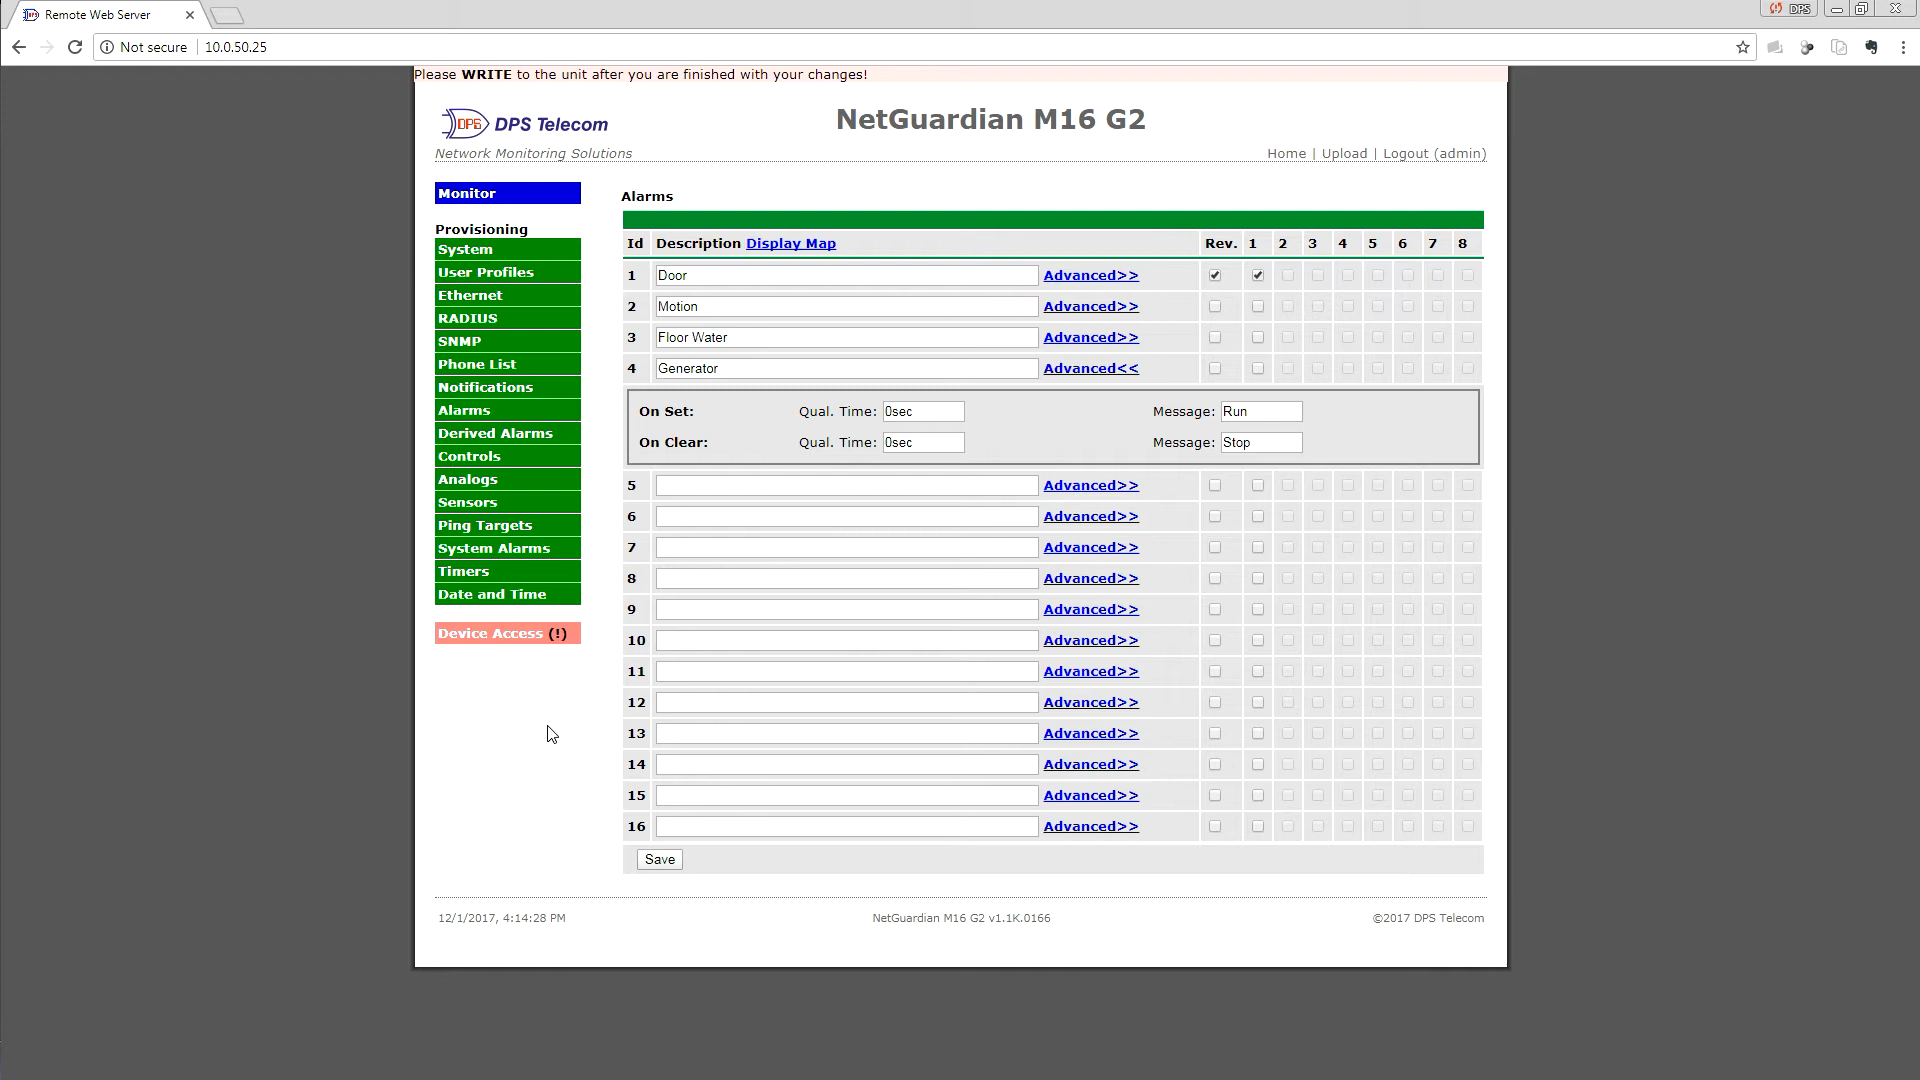 Remote Web Server
DPS
Not secure 10.0.50.25
Please WRITE to the unit after you are finished with your changes!
DPS DPS Telecom
NetGuardian M16 G2
Network Monitoring Solutions
Home | Upload | Logout (admin)
Monitor
Provisioning
System
User Profiles
Ethernet
RADIUS
SNMP
Phone List
Notifications
Alarms
Derived Alarms
Controls
Analogs
Sensors
Ping Targets
System Alarms
Timers
Date and Time
Device Access (!)
Alarms
Id Description Display Map Rev. 1 2 3 4 5 6 7 8
1 Door Advanced>>
2 Motion Advanced>>
3 Floor Water Advanced>>
4 Generator Advanced<<
On Set: Qual. Time: 0sec Message: Run
On Clear: Qual. Time: 0sec Message: Stop
5 Advanced>>
6 Advanced>>
7 Advanced>>
8 Advanced>>
9 Advanced>>
10 Advanced>>
11 Advanced>>
12 Advanced>>
13 Advanced>>
14 Advanced>>
15 Advanced>>
16 Advanced>>
Save
12/1/2017, 4:14:28 PM
NetGuardian M16 G2 v1.1K.0166
©2017 DPS Telecom